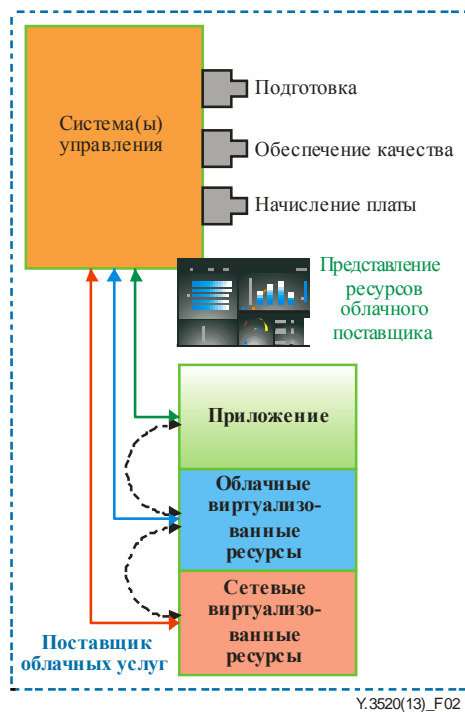 Система(ы)
управления
Подготовка
Обеспечение качества
Начисление платы
Представление
ресурсов
облачного
поставщика
Приложение
Облачные
виртуализо-
ванные
ресурсы
Сетевые
виртуализо-
ванные
ресурсы
Поставщик
облачных услуг
Y.3520(13)_F02